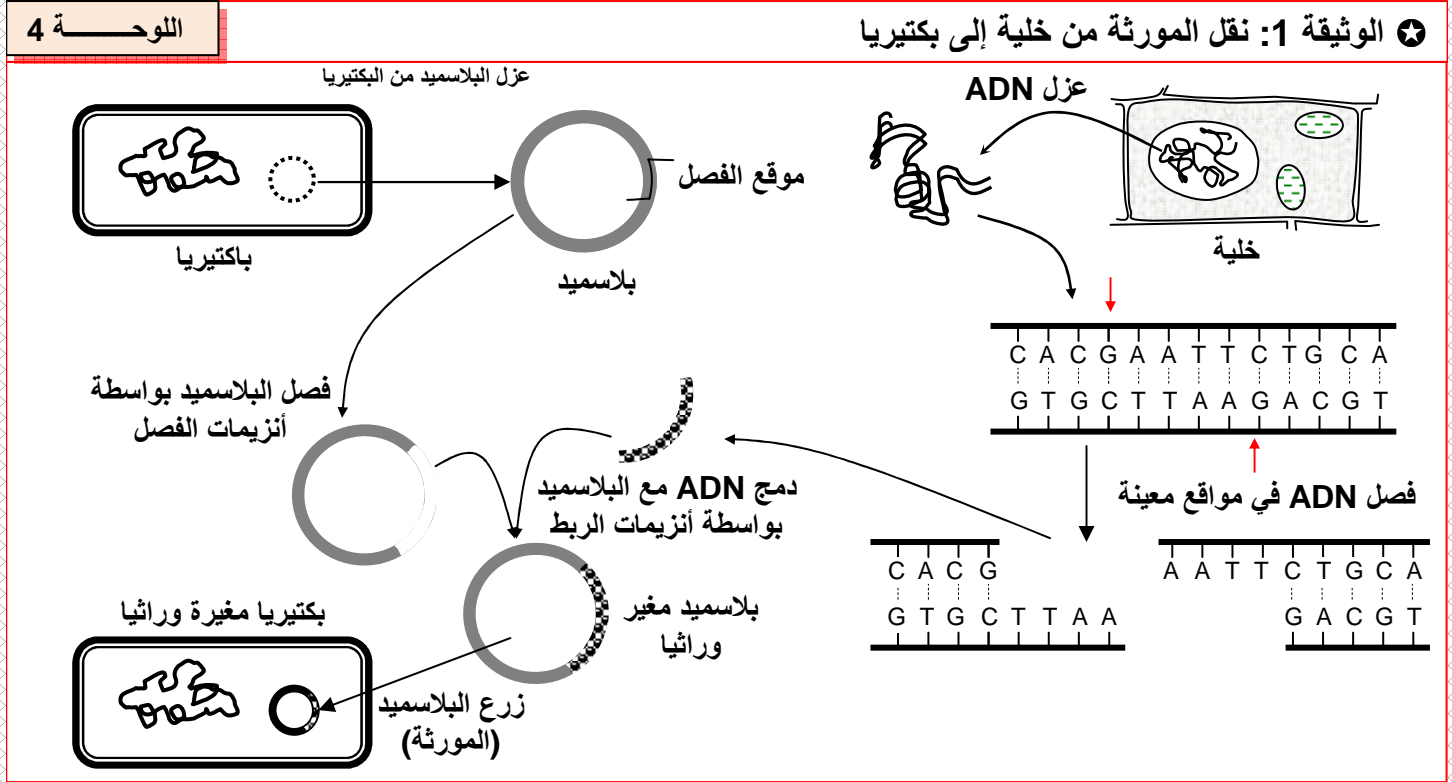 ✪ الوثيقة 1: نقل المورثة من خلية إلى بكتيريا
اللوحـــــــــة 4
عزل ADN
خلية
عزل البلاسميد من البكتيريا
موقع الفصل
بلاسميد
باكتيريا
C A C G A A T T C T G C A
G T G C T T A A G A C G T
فصل ADN في مواقع معينة
C A C G
G T G C T T A A
A A T T C T G C A
G A C G T
فصل البلاسميد بواسطة
أنزيمات الفصل
دمج ADN مع البلاسميد
بواسطة أنزيمات الربط
بلاسميد مغير
وراثيا
زرع البلاسميد
(المورثة)
بكتيريا مغيرة وراثيا